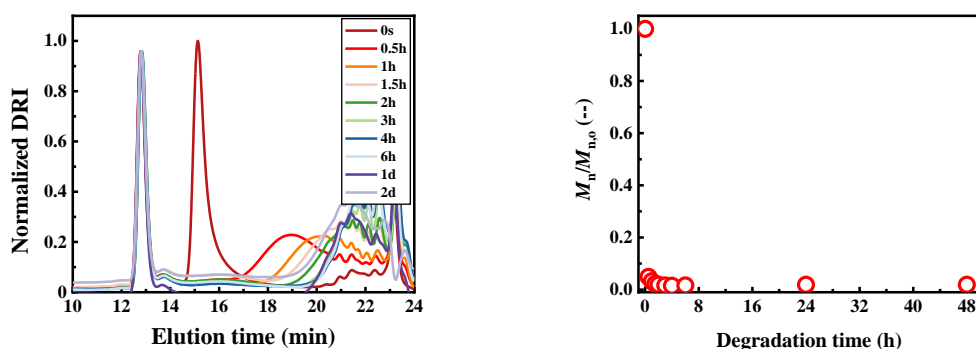 1.0
0.8
0.6
0.4
0.2
0
Normalized DRI
10 12 14 16 18 20 22 24
Elution time (min)
0s
0.5h
1h
1.5h
2h
3h
4h
6h
1d
2d
1.0
0.8
0.6
0.4
0.2
0.0
Mn/Mn,o (--)
0 8 16 24 32 40 48
Degradation time (h)